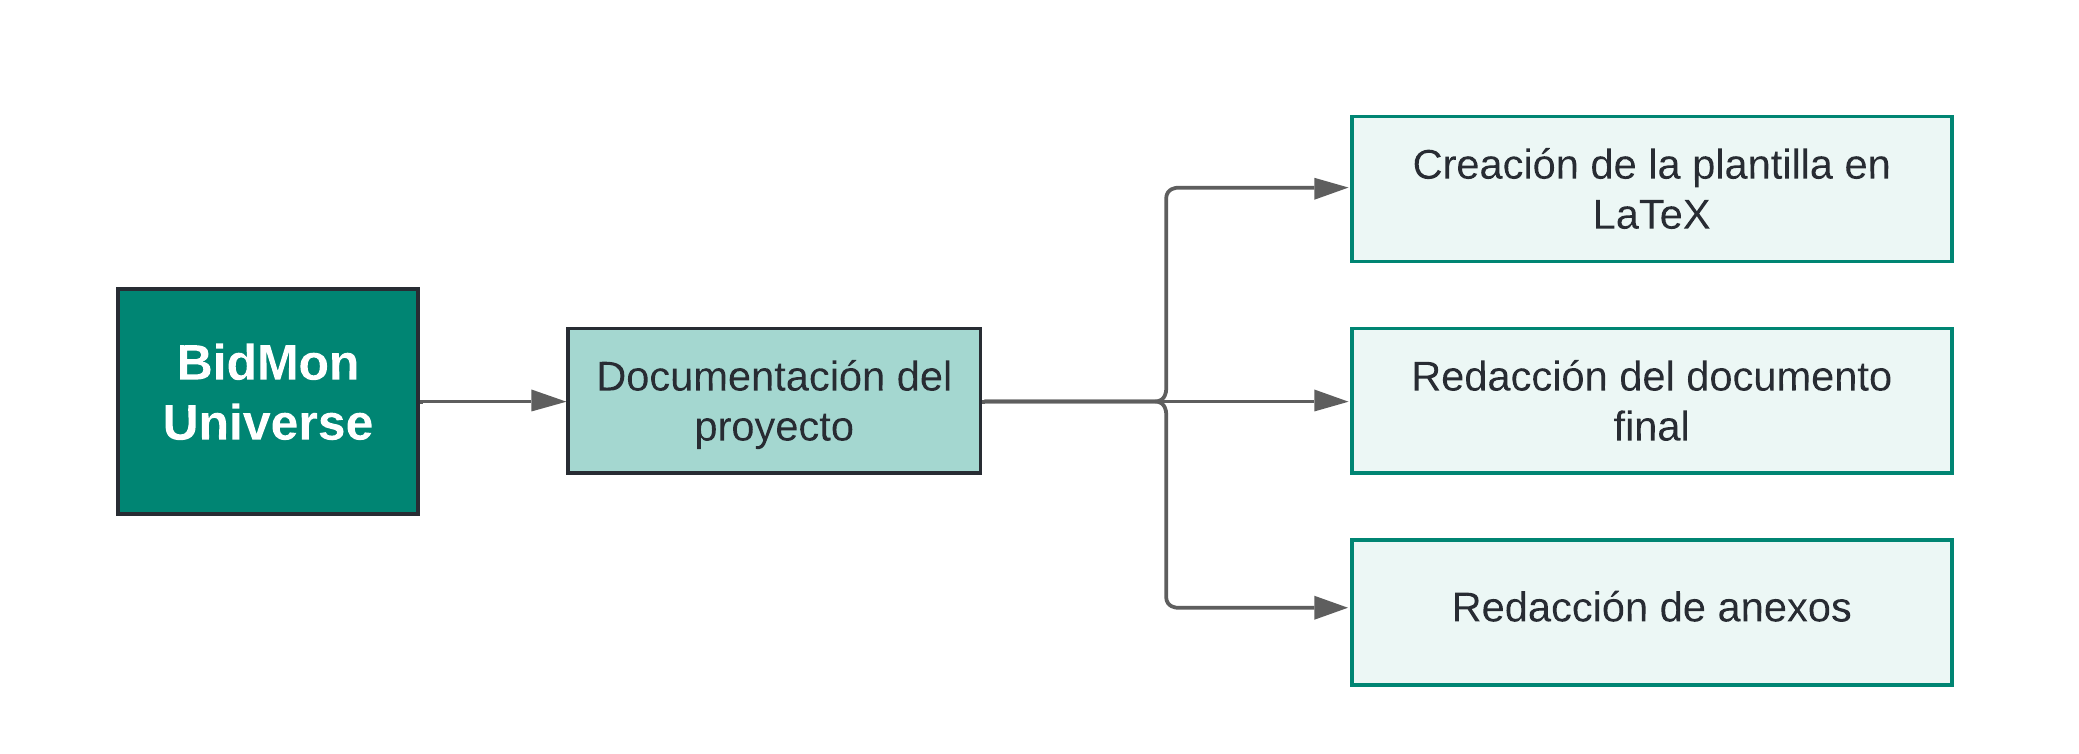 BidMon
Universe
Documentación del
proyecto
Creación de la plantilla en
LaTeX
Redacción del documento
final
Redacción de anexos